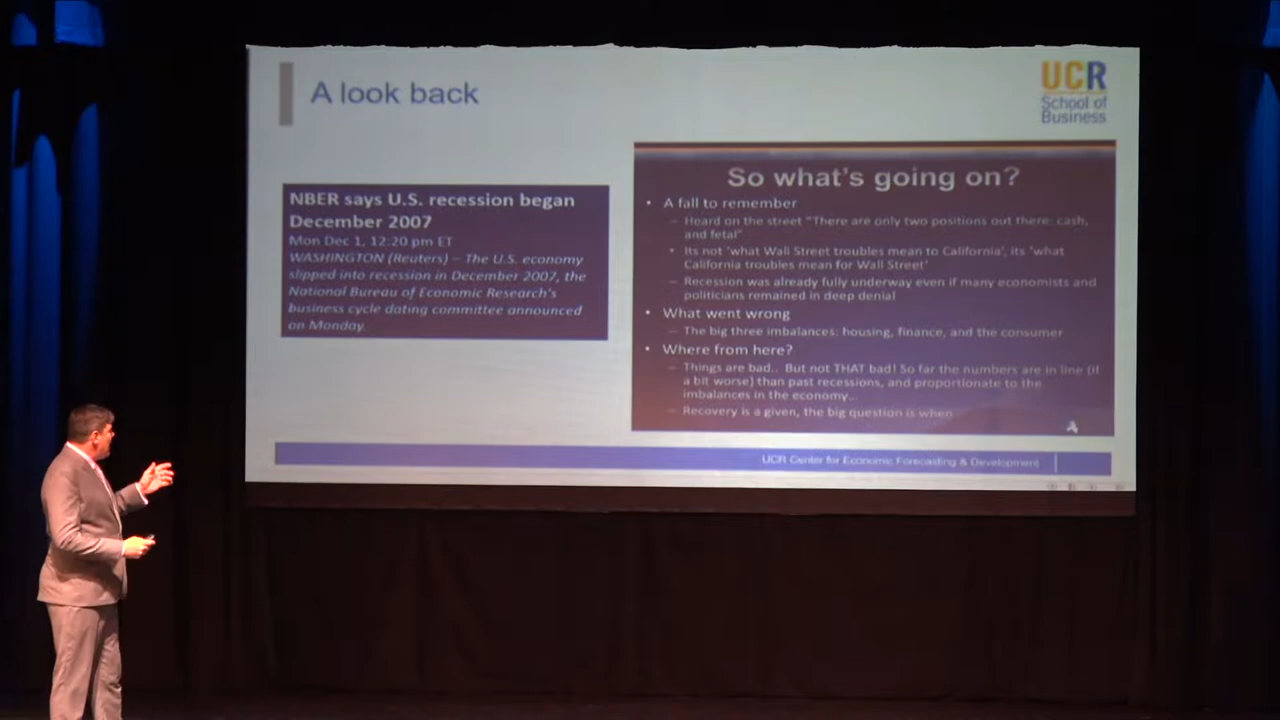 A look back
UCR
School of
Business
NBER says U.S. recession began
December 2007
Mon Dec 1, 12:20 pm ET
WASHINGTON (Reuters) – The U.S. economy
slipped into recession in December 2007, the
National Bureau of Economic Research's
business cycle dating committee announced
on Monday.
So what's going on?
• A fall to remember
– Heard on the street "There are only two positions out there: cash,
and fetal"
• Its not 'what Wall Street troubles mean to California', its 'what
California troubles mean for Wall Street'
– Recession was already fully underway even if many economists and
politicians remained in deep denial
• What went wrong
– The big three imbalances: housing, finance, and the consumer
• Where from here?
– Things are bad.. But not THAT bad! So far the numbers are in line (if
a bit worse) than past recessions, and proportionate to the
imbalances in the economy...
– Recovery is a given, the big question is when
UCR Center for Economic Forecasting & Development